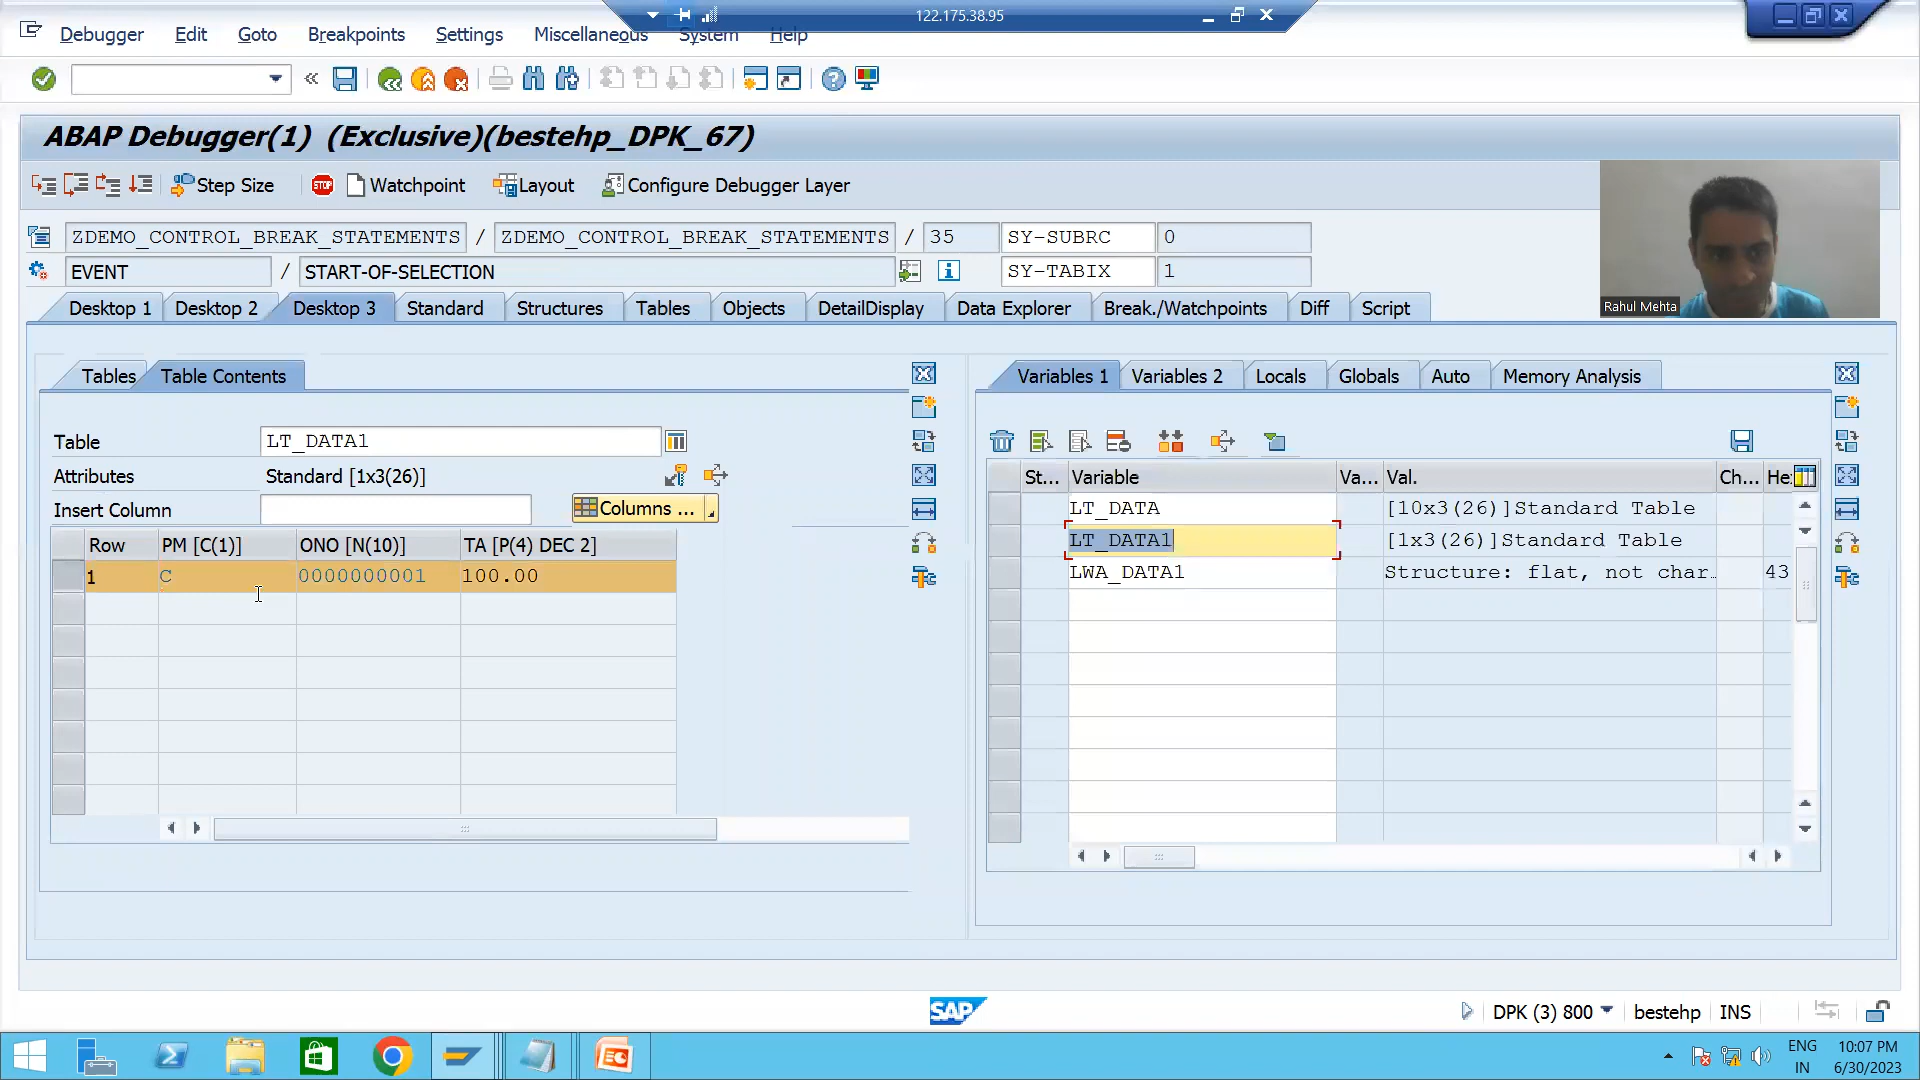 122.175.38.95
Debugger Edit Goto Breakpoints Settings Miscellaneous System Help
ABAP Debugger(1) (Exclusive)(bestehp_DPK_67)
Step Size STOP Watchpoint Layout Configure Debugger Layer
ZDEMO_CONTROL_BREAK_STATEMENTS / ZDEMO_CONTROL_BREAK_STATEMENTS / 35 SY-SUBRC 0
EVENT / START-OF-SELECTION SY-TABIX 1
Rahul Mehta
Desktop 1 Desktop 2 Desktop 3 Standard Structures Tables Objects DetailDisplay Data Explorer Break./Watchpoints Diff Script
Tables Table Contents
Table LT_DATA1
Attributes Standard [1x3(26)]
Insert Column Columns ...
Row PM [C(1)] ONO [N(10)] TA [P(4) DEC 2]
1 C 0000000001 100.00
Variables 1 Variables 2 Locals Globals Auto Memory Analysis
St... Variable Va... Val. Ch... He
LT_DATA [10x3(26)]Standard Table
LT_DATA1 [1x3(26)]Standard Table
LWA_DATA1 Structure: flat, not char. 43
SAP
DPK (3) 800 bestehp INS
ENG 10:07 PM
IN 6/30/2023